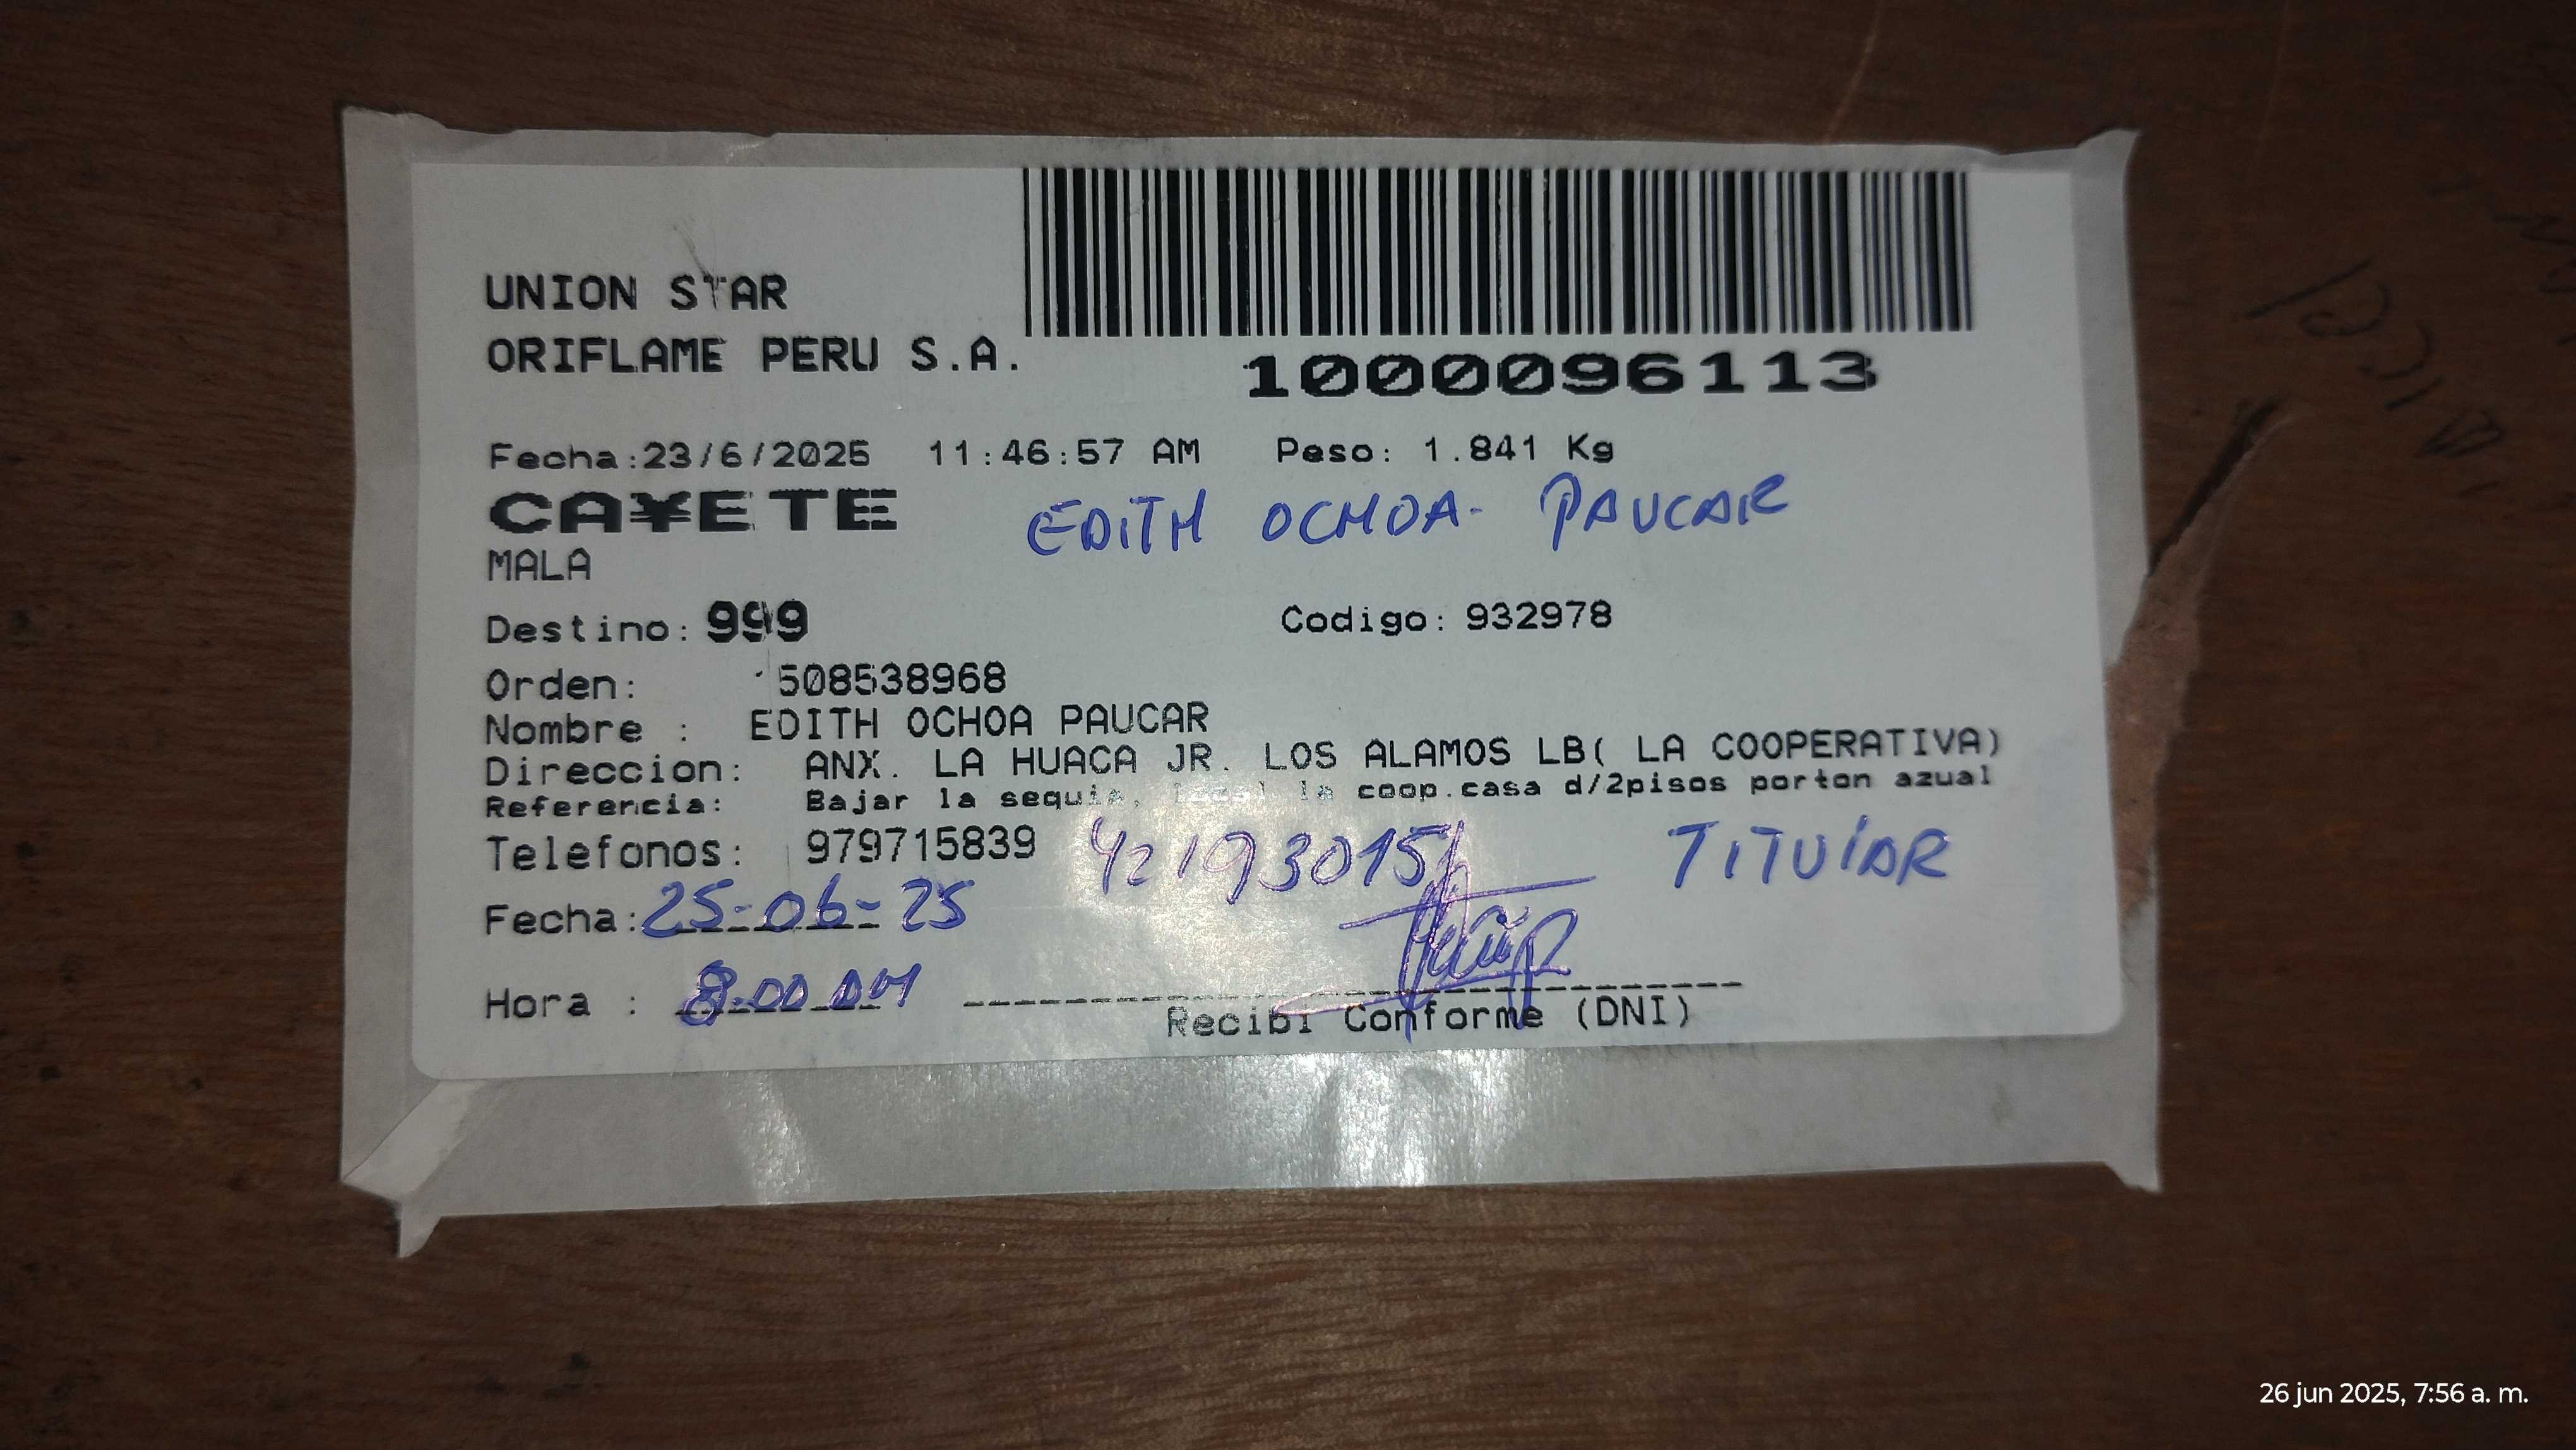 UNION STAR
ORIFLAME PERU S.A.
1000096113
Fecha:23/6/2025 11:46:57 AM Peso: 1.841 Kg
CA¥ETE
EDITH OCHOA- PAUCAR
MALA
Destino: 999 Codigo: 932978
Orden: 508538968
Nombre : EDITH OCHOA PAUCAR
Direccion: ANX. LA HUACA JR. LOS ALAMOS LB( LA COOPERATIVA)
Referencia: Bajar la sequia, local la coop.casa d/2pisos porton azual
Telefonos: 979715839 42193015 TITULAR
Fecha: 25-06-25
Hora : 8:00 AM
Recibi Conforme (DNI)
26 jun 2025, 7:56 a. m.